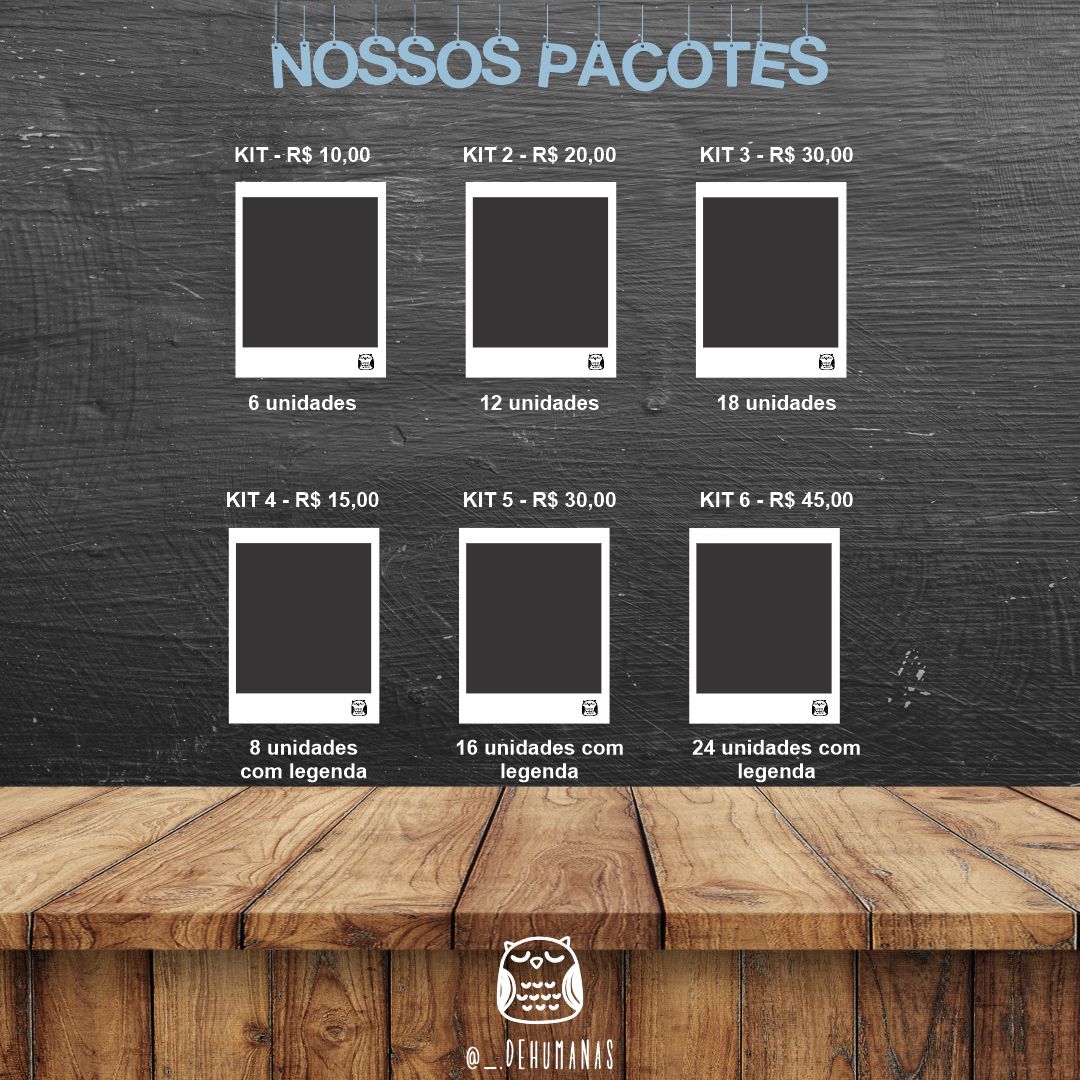 NOSSOS PACOTES
KIT - R$ 10,00
KIT 2 - R$ 20,00
KIT 3 - R$ 30,00
6 unidades
12 unidades
18 unidades
KIT 4 - R$ 15,00
KIT 5 - R$ 30,00
KIT 6 - R$ 45,00
8 unidades
com legenda
16 unidades com
legenda
24 unidades com
legenda
@_.DEHUMANAS